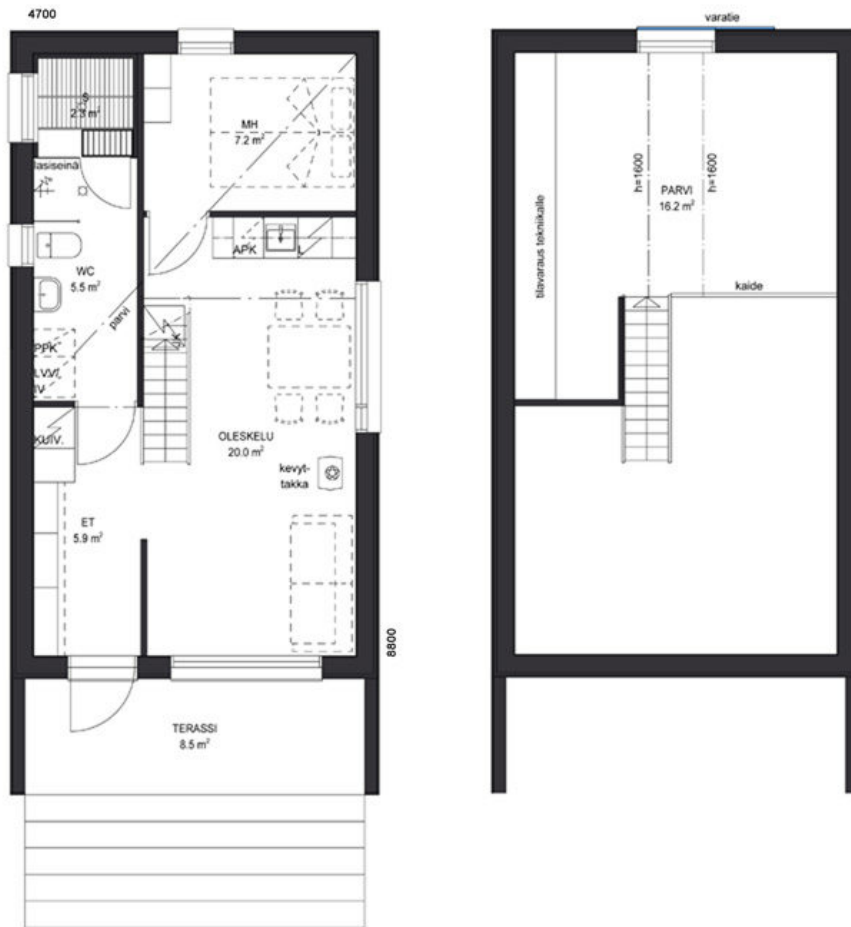 4700
S
2.3 m²
MH
7.2 m²
lasiseinä
APK
L
WC
5.5 m²
parvi
PPK
LVV/
IV
KUIV.
OLESKELU
20.0 m²
kevyt-
takka
ET
5.9 m²
8800
TERASSI
8.5 m²
varatie
h=1600
h=1600
PARVI
16.2 m²
tilavaraus tekniikalle
kaide